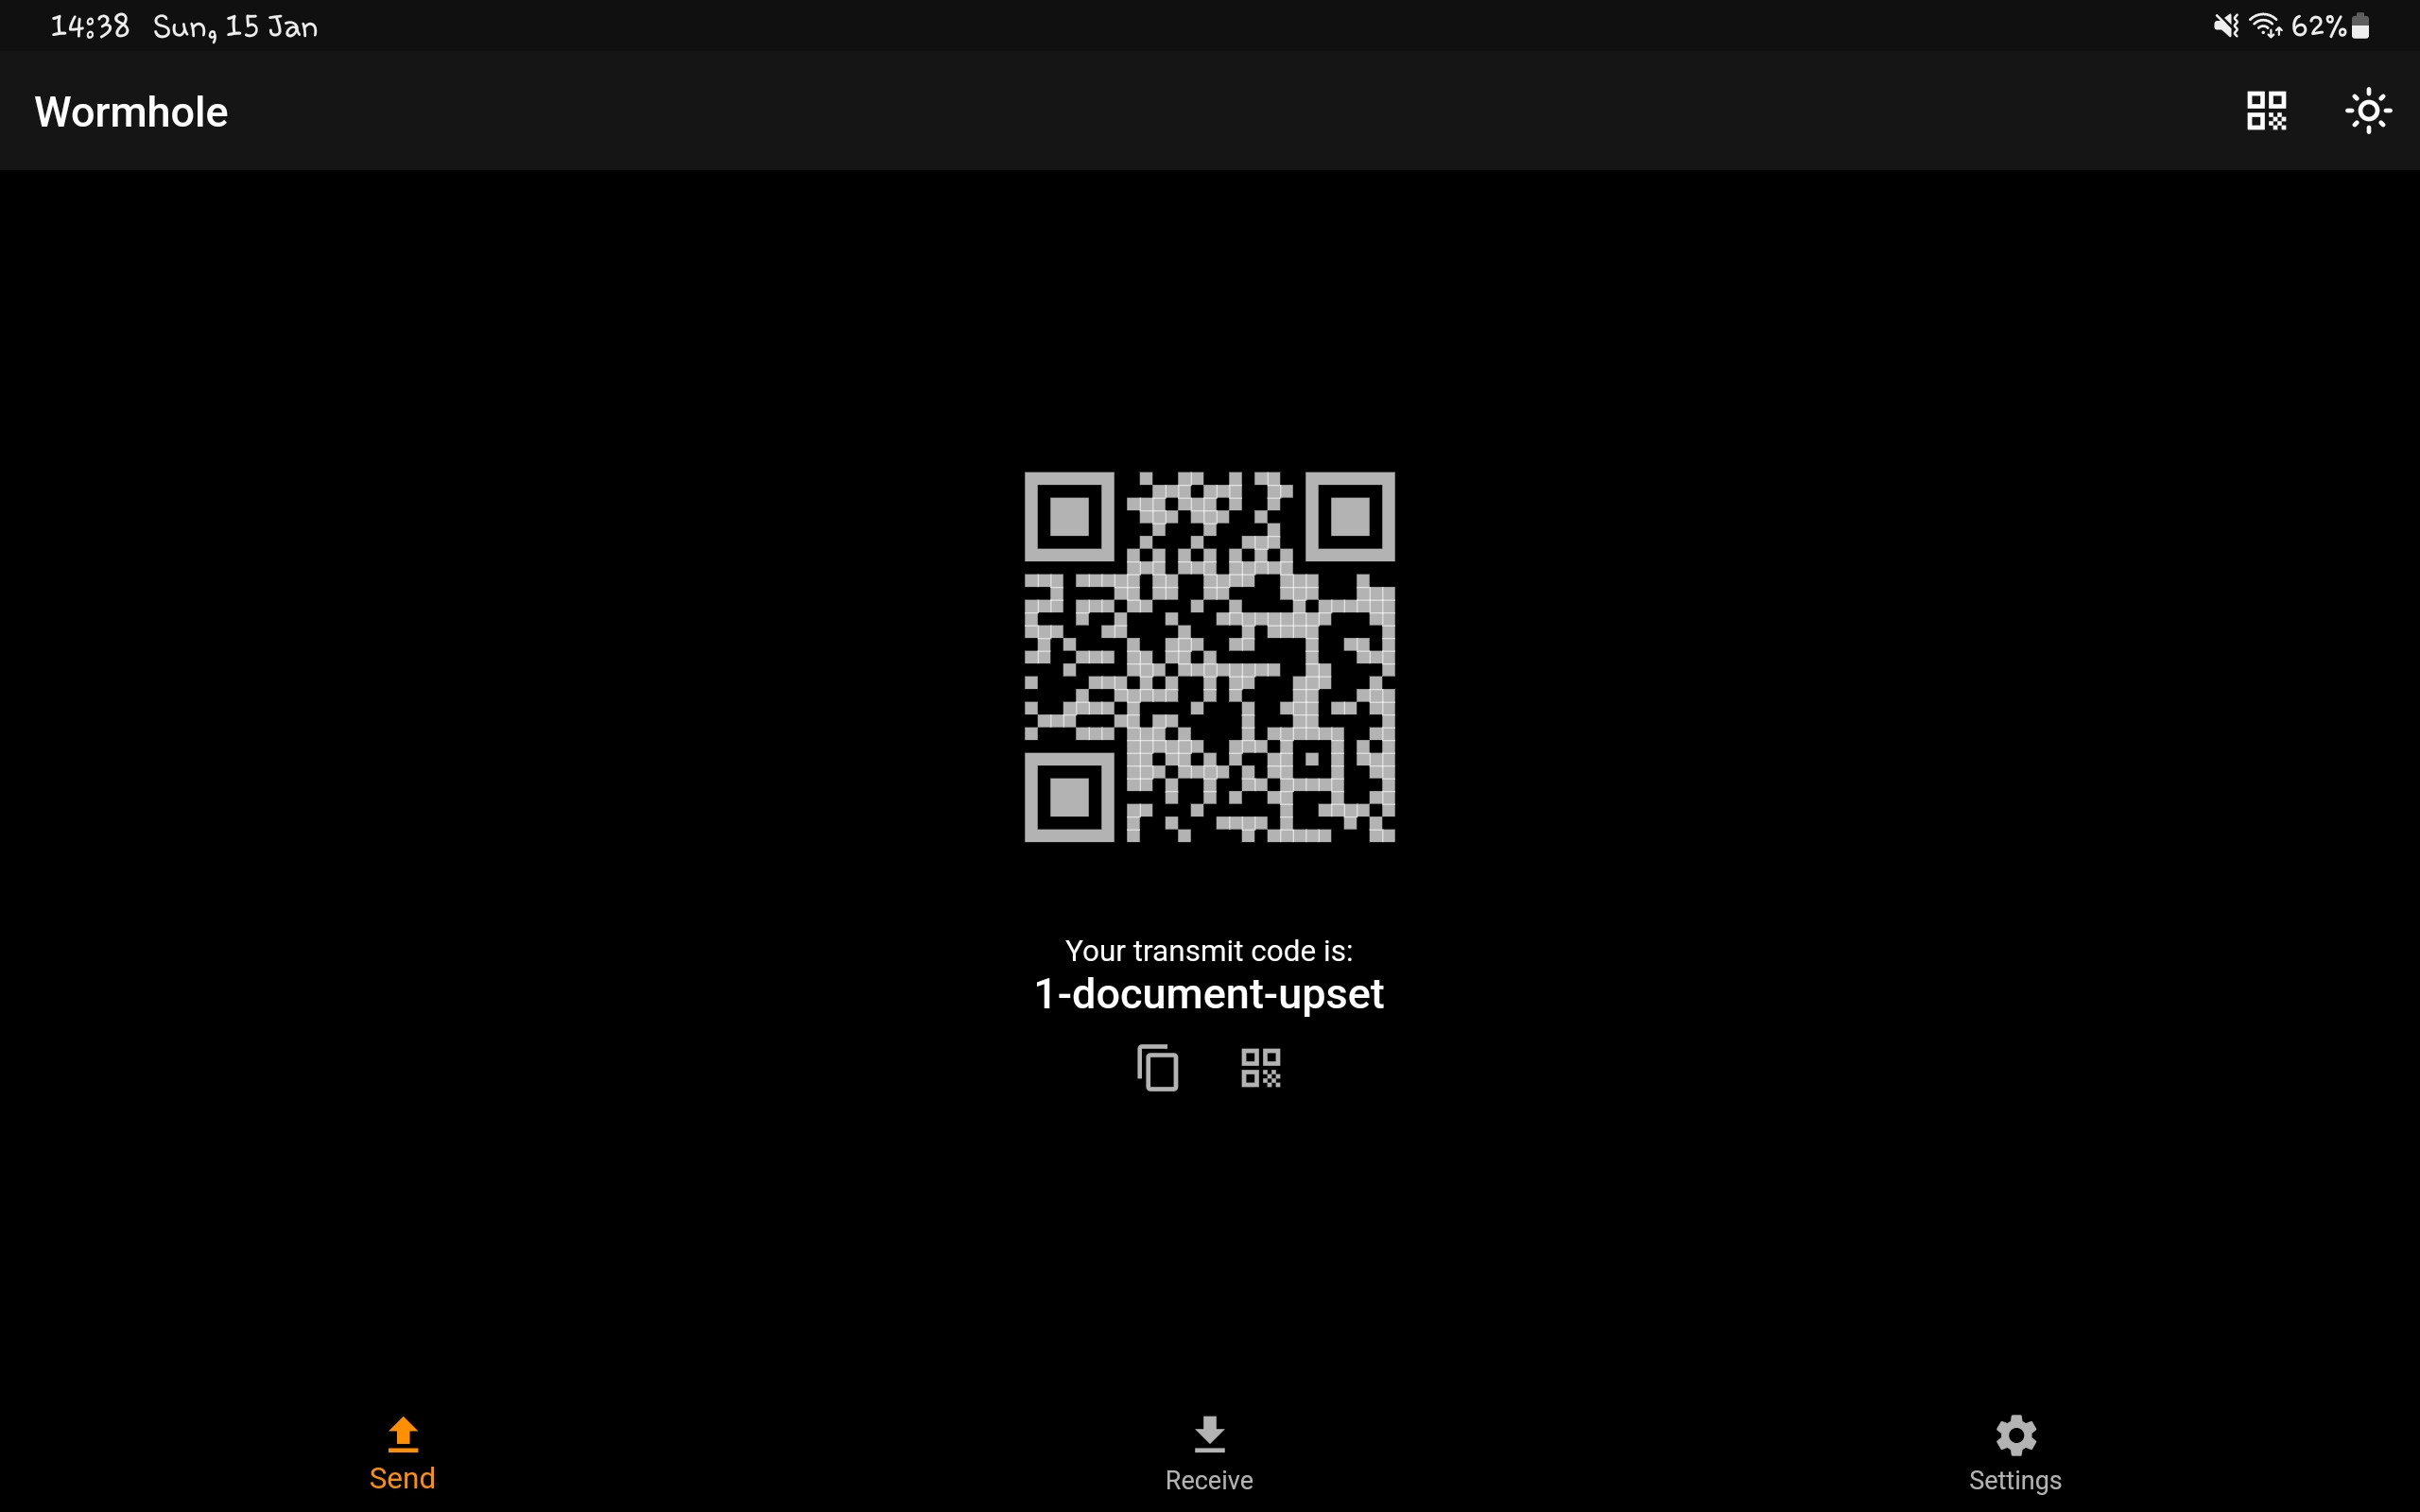 14:38 Sun, 15 Jan
62%
Wormhole
Your transmit code is:
1-document-upset
Send
Receive
Settings